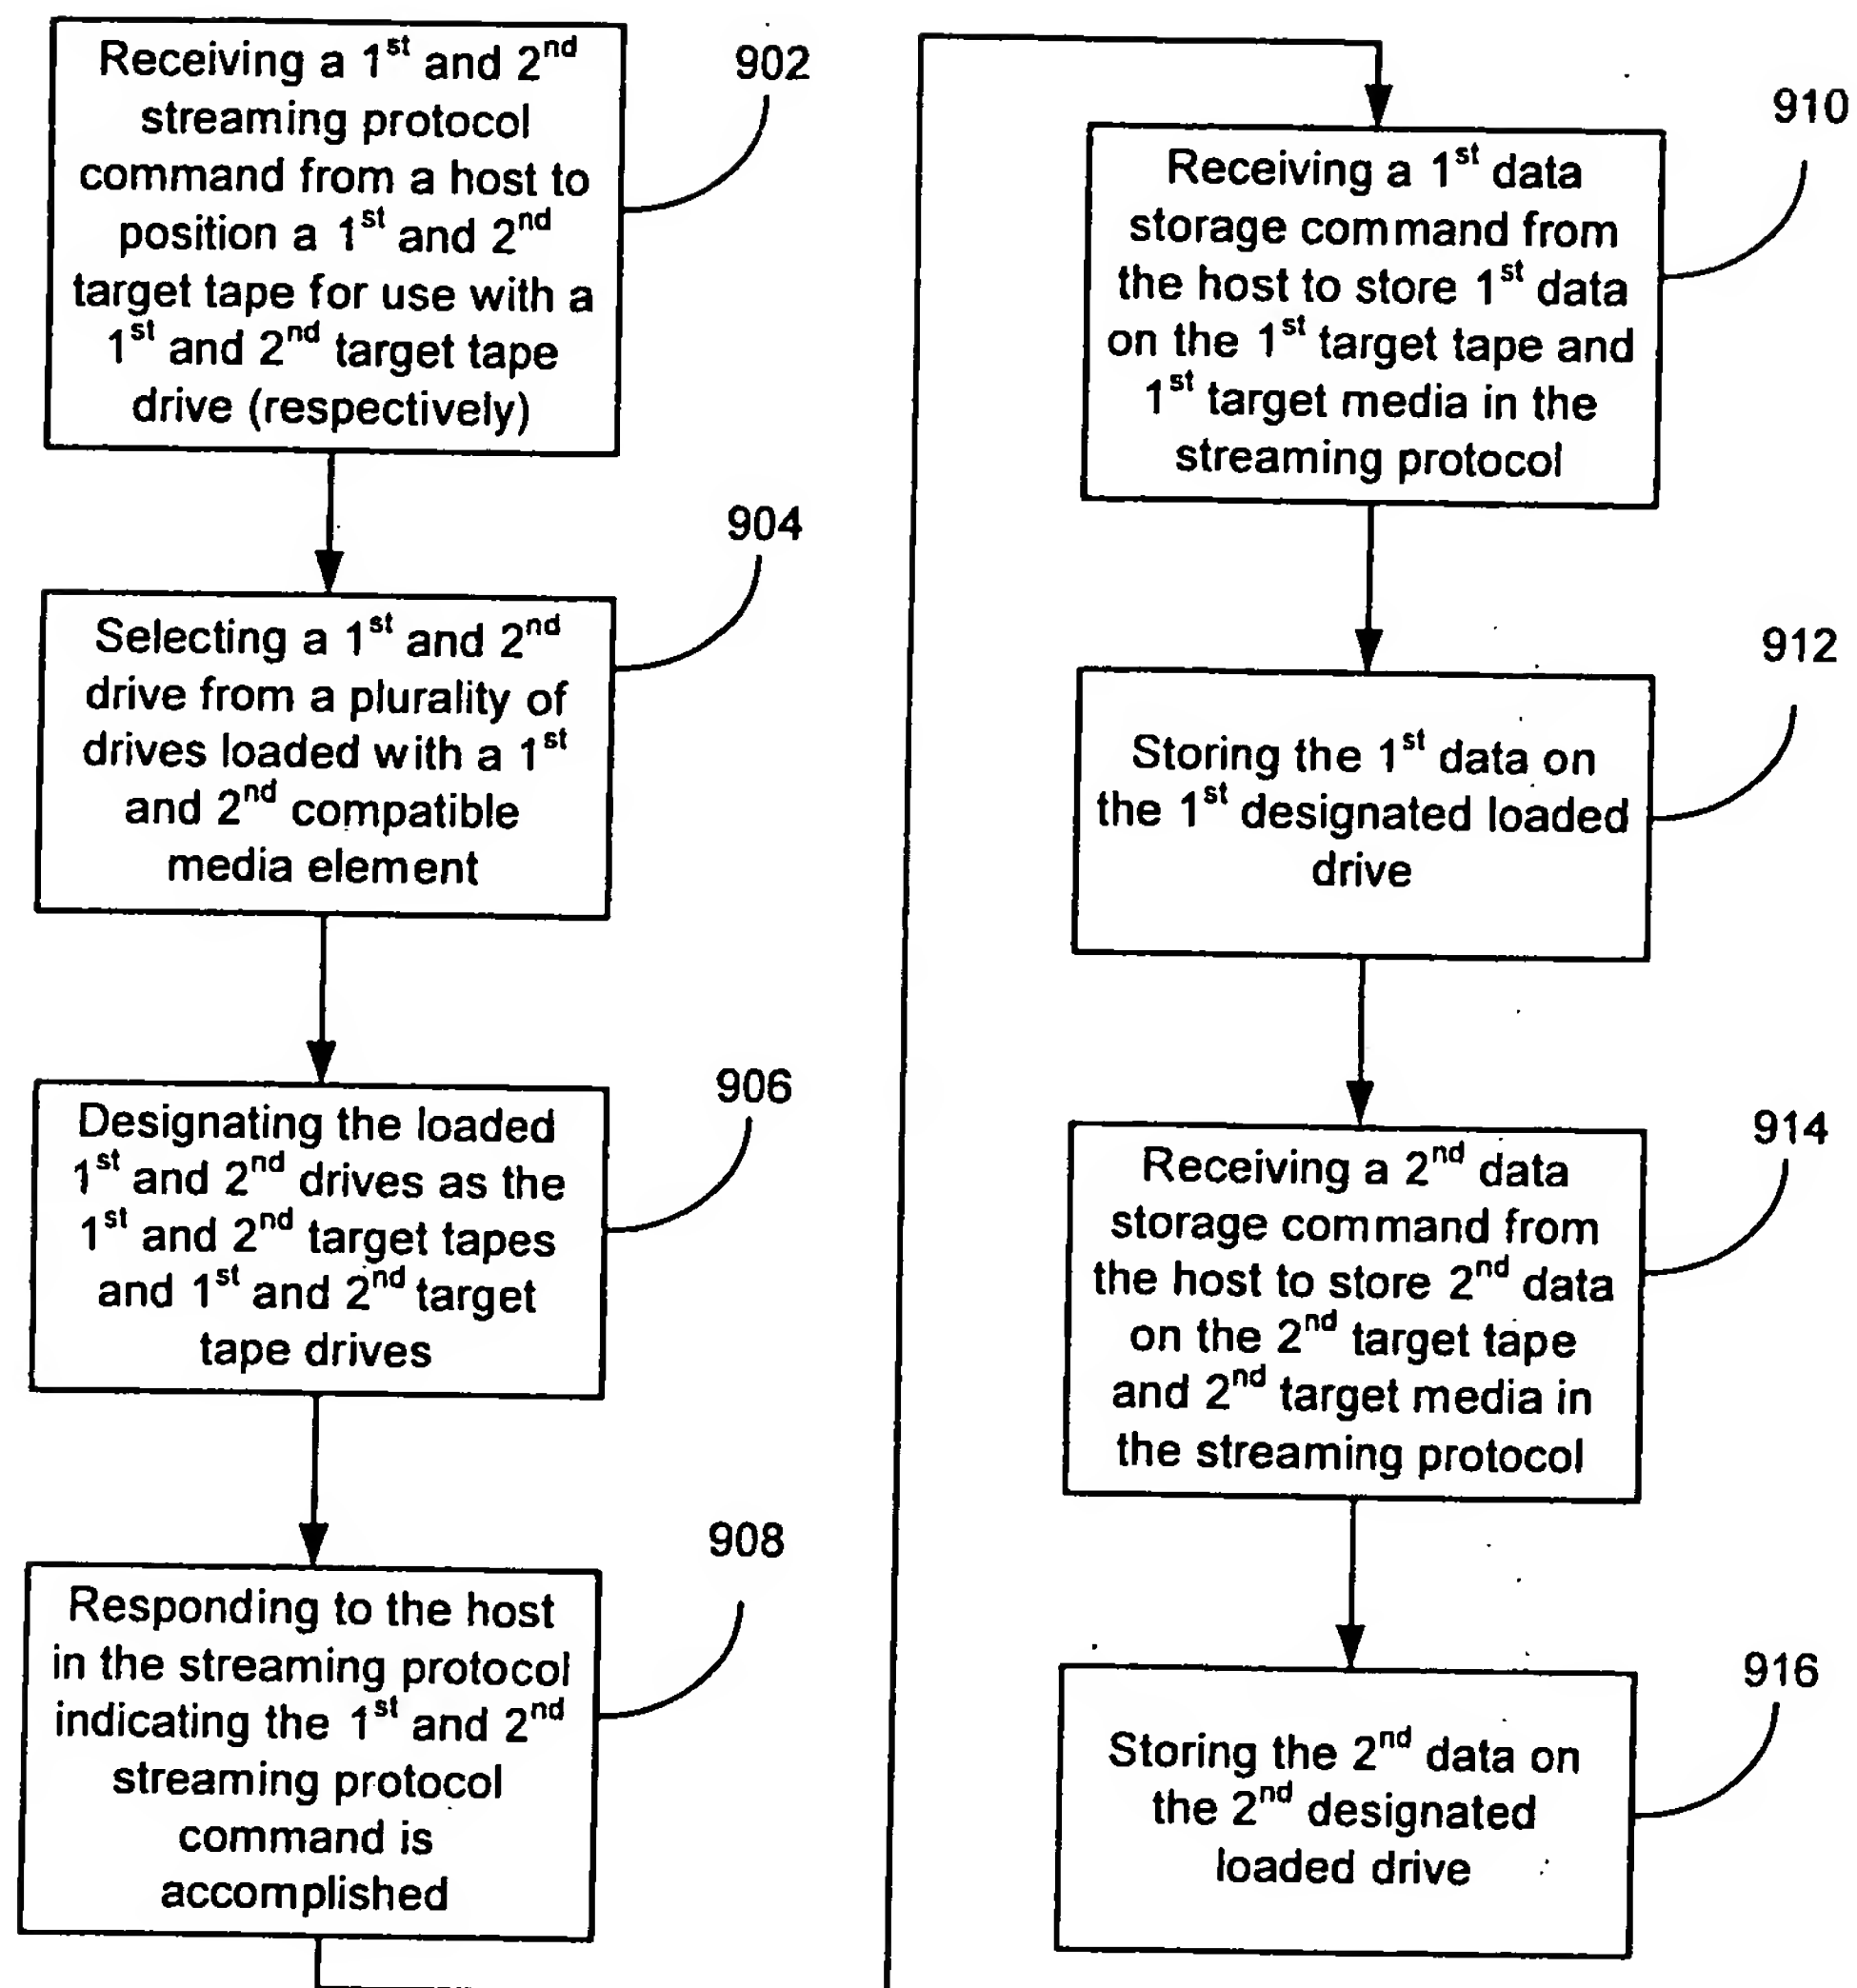 Receiving a 1st and 2nd
streaming protocol
command from a host to
position a 1st and 2nd
target tape for use with a
1st and 2nd target tape
drive (respectively)
902
Selecting a 1st and 2nd
drive from a plurality of
drives loaded with a 1st
and 2nd compatible
media element
904
Designating the loaded
1st and 2nd drives as the
1st and 2nd target tapes
and 1st and 2nd target
tape drives
906
Responding to the host
in the streaming protocol
indicating the 1st and 2nd
streaming protocol
command is
accomplished
908
Receiving a 1st data
storage command from
the host to store 1st data
on the 1st target tape and
1st target media in the
streaming protocol
910
Storing the 1st data on
the 1st designated loaded
drive
912
Receiving a 2nd data
storage command from
the host to store 2nd data
on the 2nd target tape
and 2nd target media in
the streaming protocol
914
Storing the 2nd data on
the 2nd designated
loaded drive
916